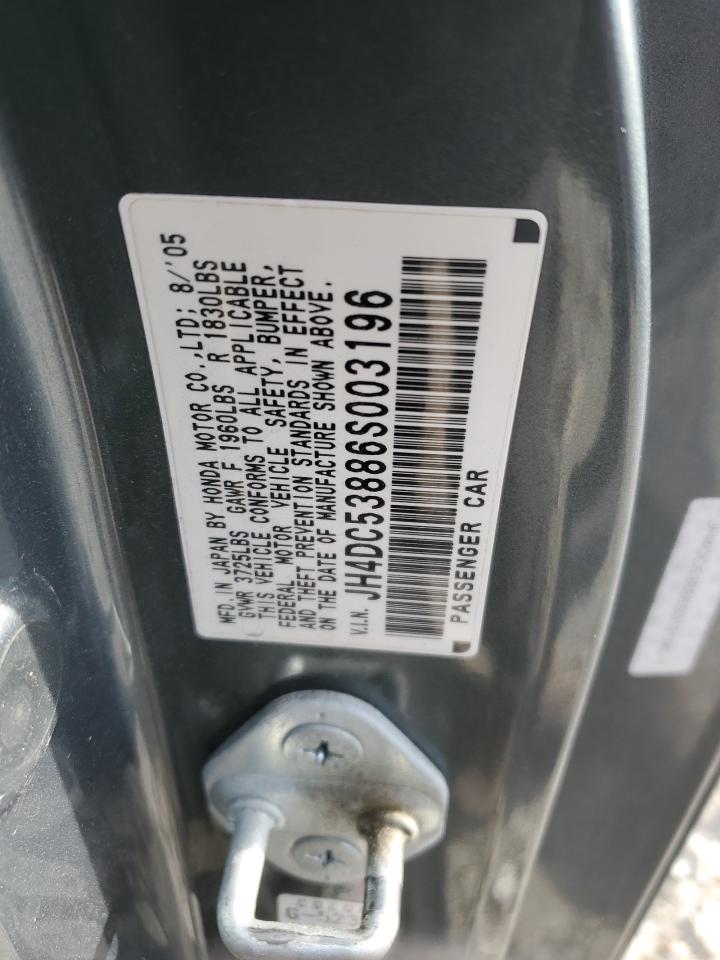 MFD. IN JAPAN BY HONDA MOTOR CO., LTD; 8/'05
GVWR 3725LBS GAWR F 1960LBS R 1830LBS
THIS VEHICLE CONFORMS TO ALL APPLICABLE
FEDERAL MOTOR VEHICLE SAFETY, BUMPER,
AND THEFT PREVENTION STANDARDS IN EFFECT
ON THE DATE OF MANUFACTURE SHOWN ABOVE.
V.I.N. JH4DC53886S003196
PASSENGER CAR